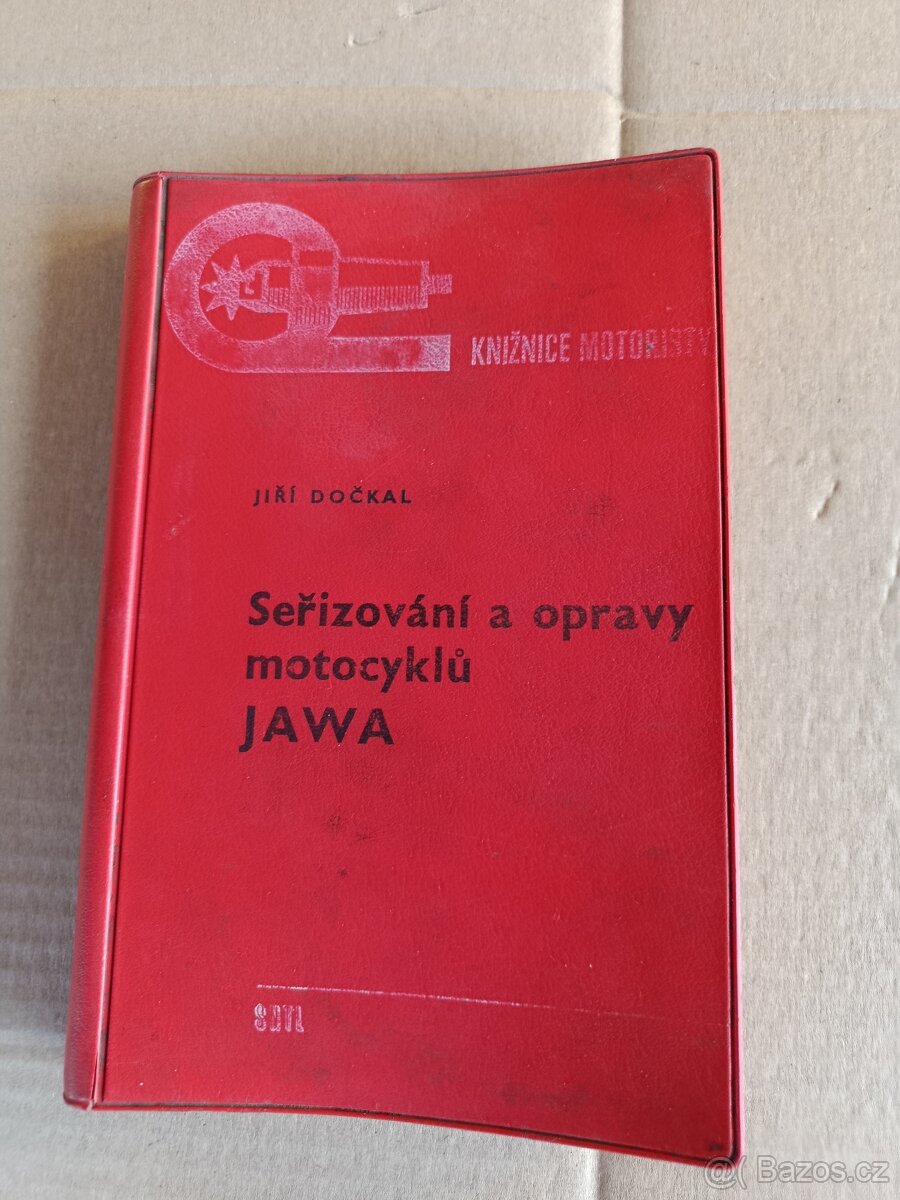 KNIŽNICE MOTORISTY
JIŘÍ DOČKAL
Seřizování a opravy
motocyklů
JAWA
SNTL
Bazos.cz